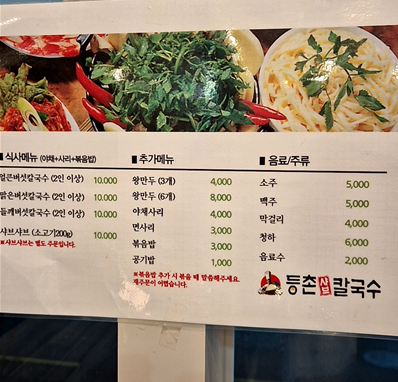 식사메뉴 (야채+사리+볶음밥)
얼큰버섯칼국수 (2인 이상) 10.000
맑은버섯칼국수 (2인 이상) 10.000
들깨버섯칼국수 (2인 이상) 10.000
샤브샤브 (소고기200g) 10.000
※샤브샤브는 별도 주문입니다.
추가메뉴
왕만두 (3개) 4,000
왕만두 (6개) 8,000
야채사리 4,000
면사리 3,000
볶음밥 3,000
공기밥 1,000
※볶음밥 추가 시 볶을 때 말씀해주세요.
재주문이 어렵습니다.
음료/주류
소주 5,000
맥주 5,000
막걸리 4,000
청하 6,000
음료수 2,000
등촌샤브칼국수